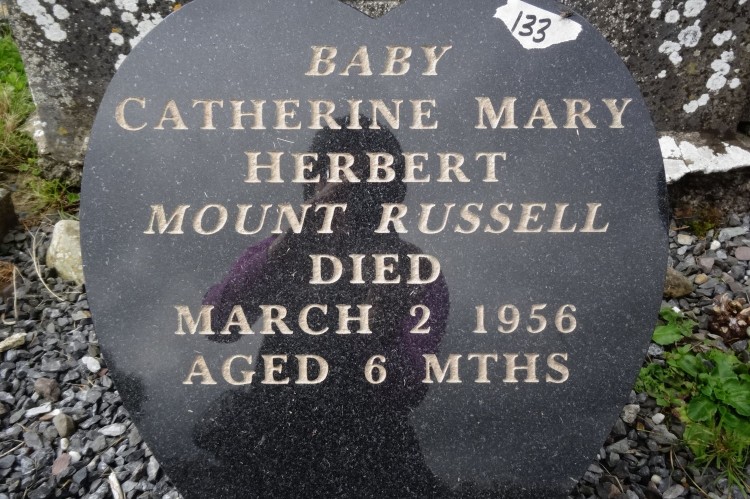 133
BABY
CATHERINE MARY
HERBERT
MOUNT RUSSELL
DIED
MARCH 2 1956
AGED 6 MTHS